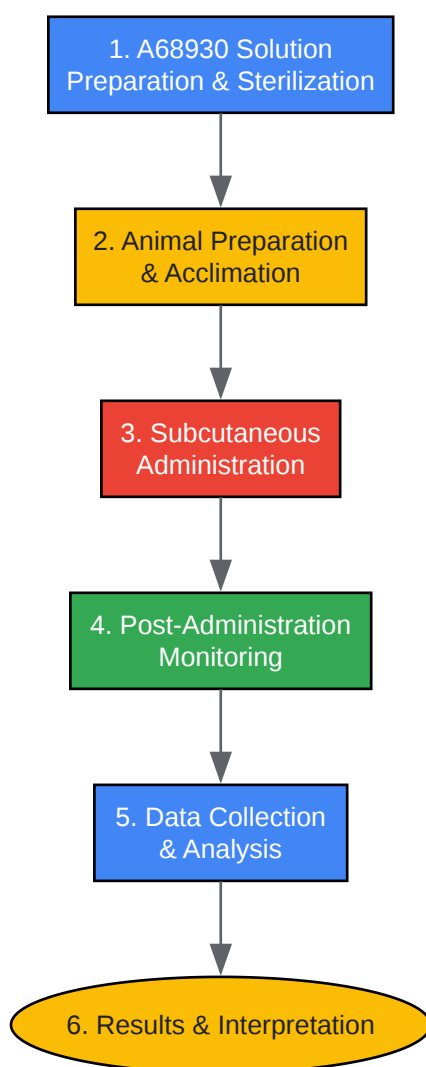 1. A68930 Solution
Preparation & Sterilization
2. Animal Preparation
& Acclimation
3. Subcutaneous
Administration
4. Post-Administration
Monitoring
5. Data Collection
& Analysis
6. Results & Interpretation